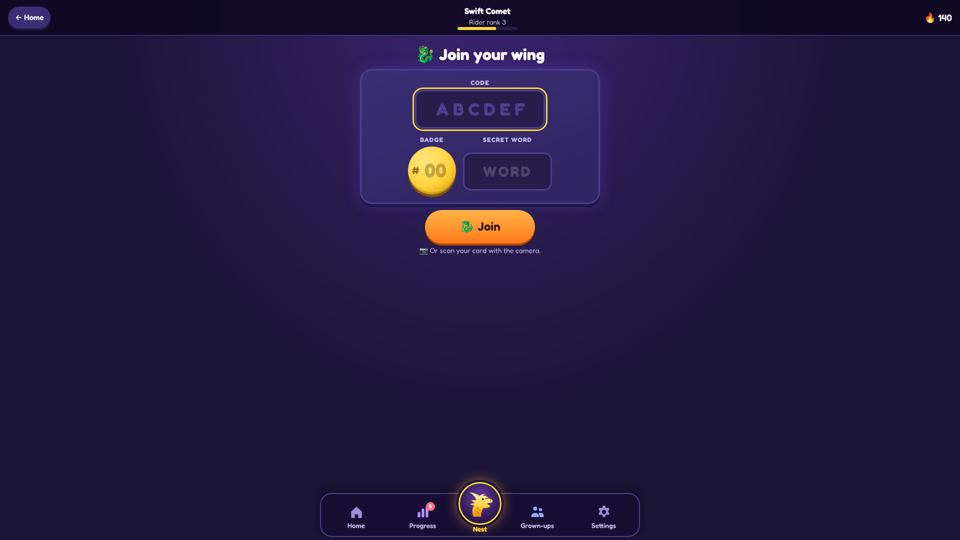 ← Home
Swift Comet
Rider rank 3
🔥 140
🐉 Join your wing
CODE
ABCDEF
BADGE
SECRET WORD
# 00
WORD
🐉 Join
📷 Or scan your card with the camera.
Home
Progress
Nest
Grown-ups
Settings